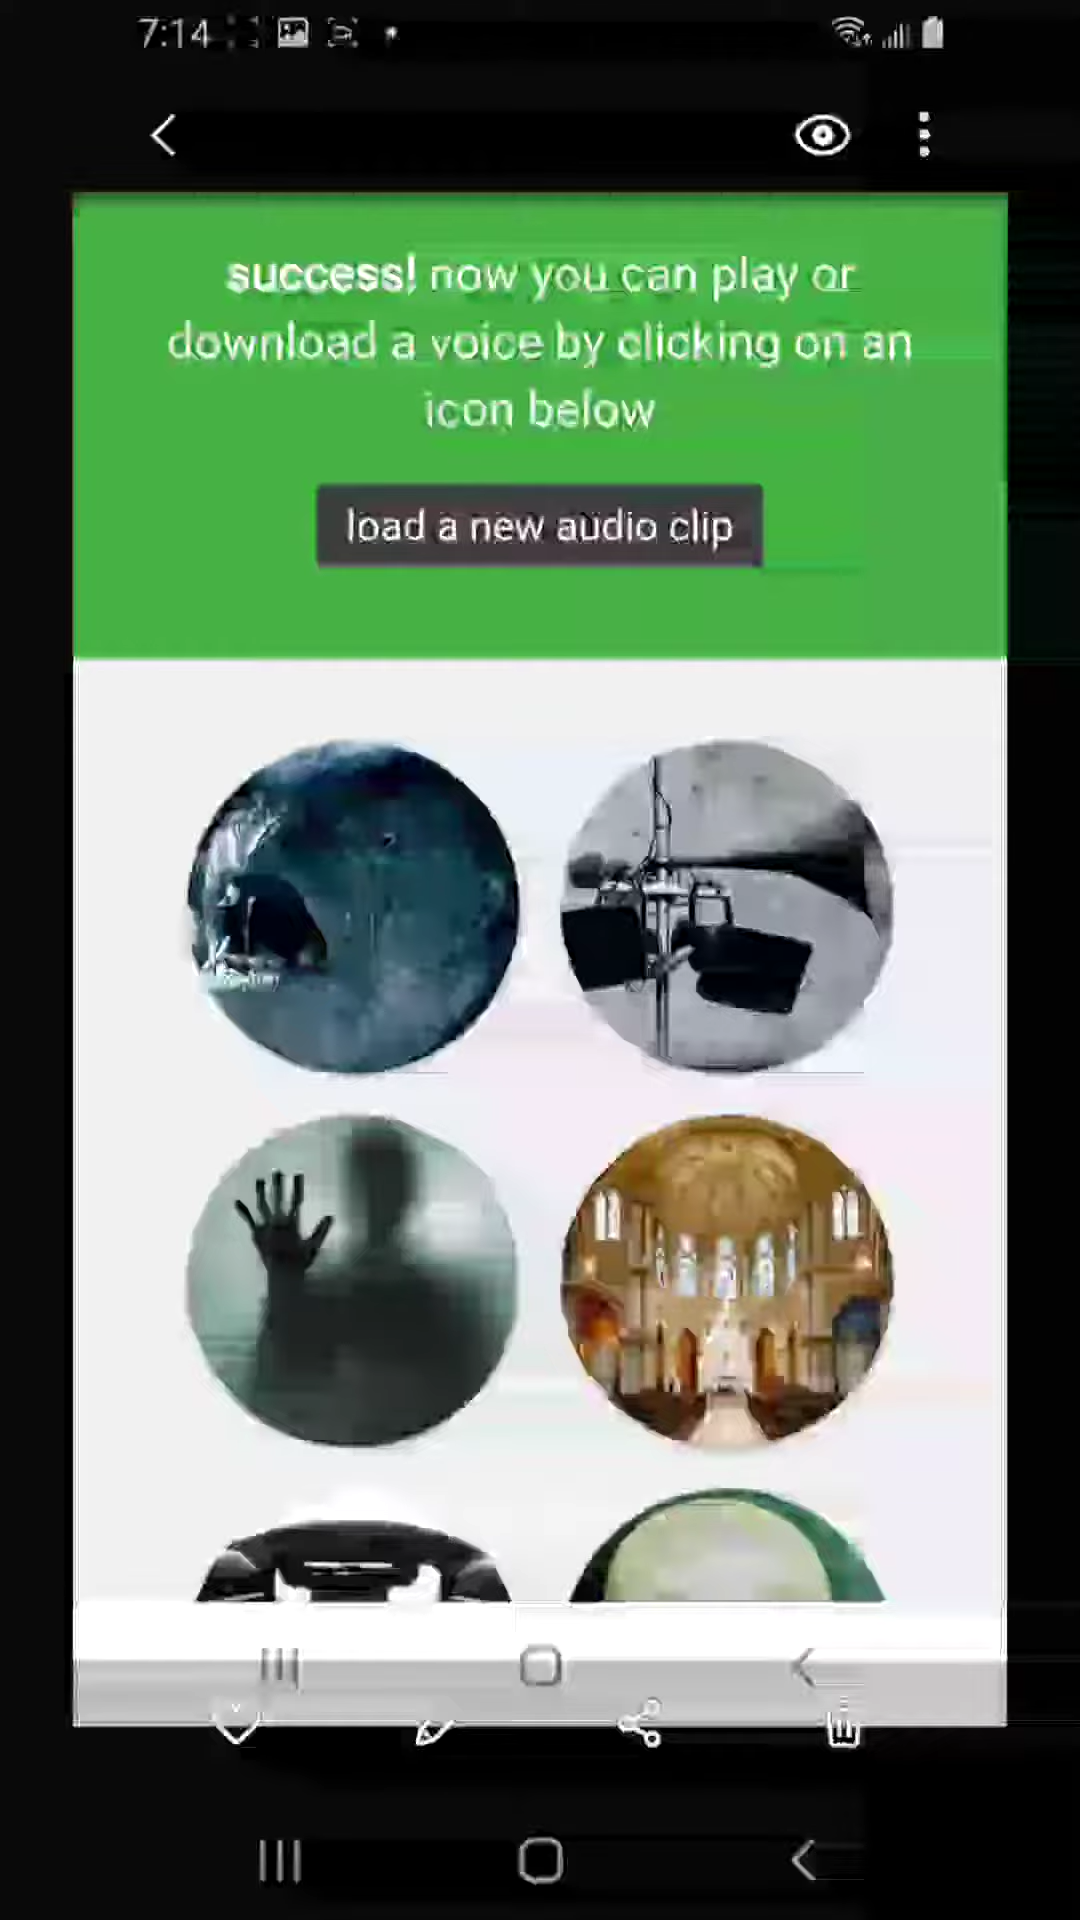 7:14
success! now you can play or
download a voice by clicking on an
icon below
load a new audio clip